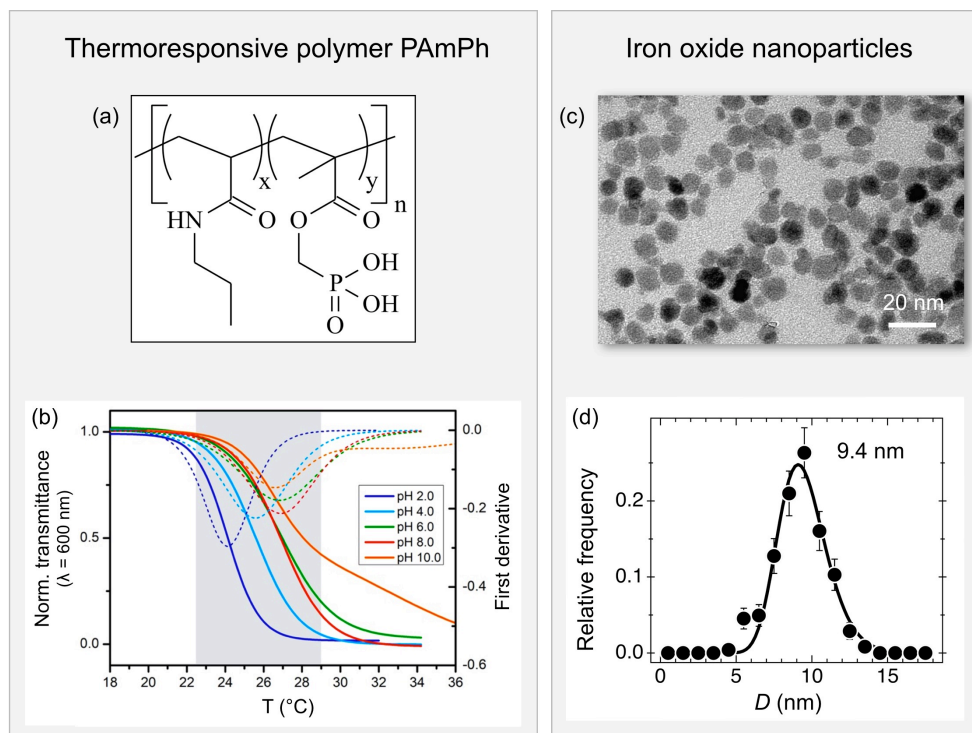 Thermoresponsive polymer PAmPh
(a)
x
y
n
HN
O
O
O
P
OH
OH
O
(b)
1.0
0.5
0.0
Norm. transmittance
(λ = 600 nm)
18 20 22 24 26 28 30 32 34 36
T (°C)
0.0
-0.2
-0.4
-0.6
First derivative
pH 2.0
pH 4.0
pH 6.0
pH 8.0
pH 10.0
Iron oxide nanoparticles
(c)
20 nm
(d)
9.4 nm
Relative frequency
0.2
0.1
0.0
0 5 10 15
D (nm)